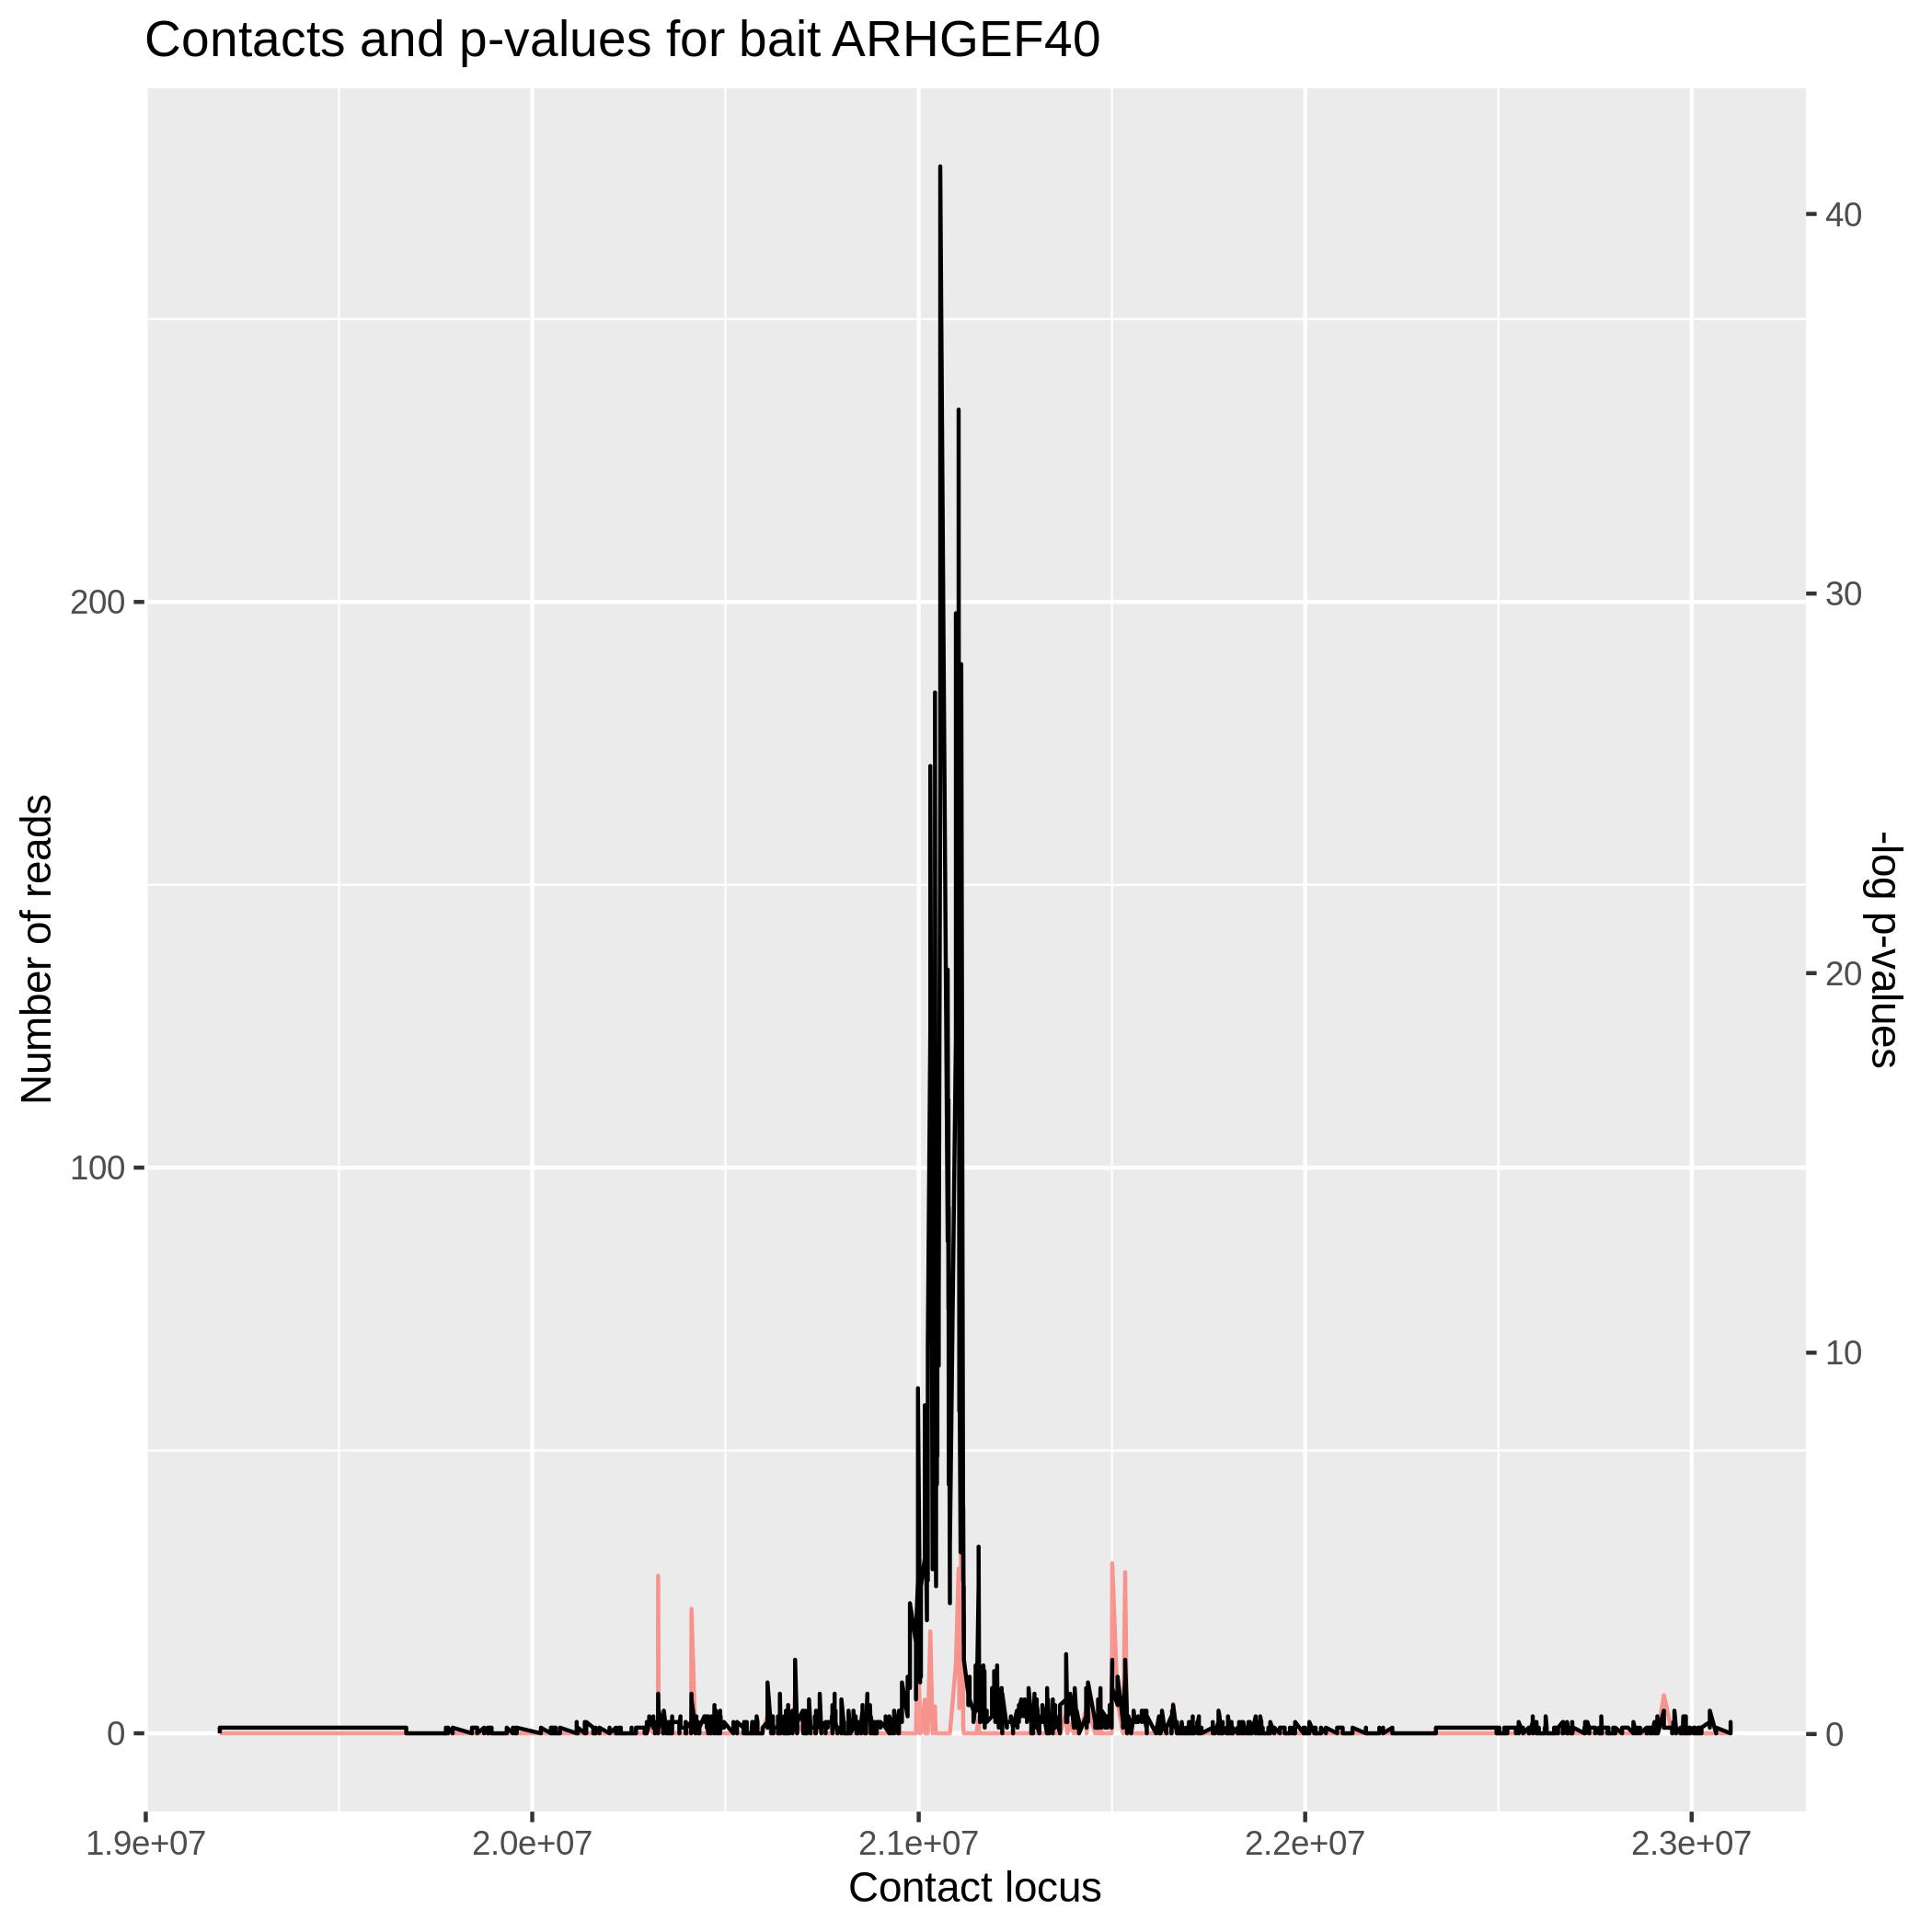 Contacts and p-values for bait ARHGEF40
Number of reads
200
100
0
40
30
20
10
0
-log p-values
1.9e+07
2.0e+07
2.1e+07
2.2e+07
2.3e+07
Contact locus